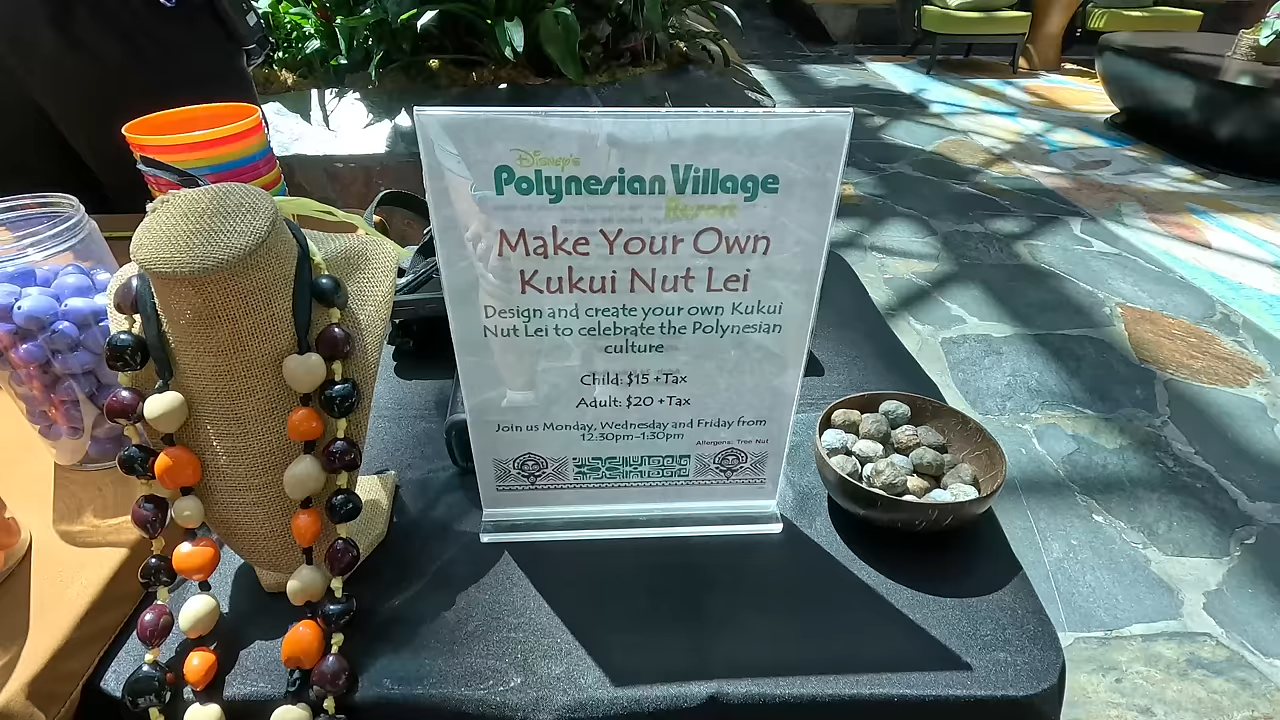 Disney's
Polynesian Village
Resort
Make Your Own
Kukui Nut Lei
Design and create your own Kukui
Nut Lei to celebrate the Polynesian
culture
Child: $15 +Tax
Adult: $20 +Tax
Join us Monday, Wednesday and Friday from
12:30pm-1:30pm
Allergens: Tree Nut